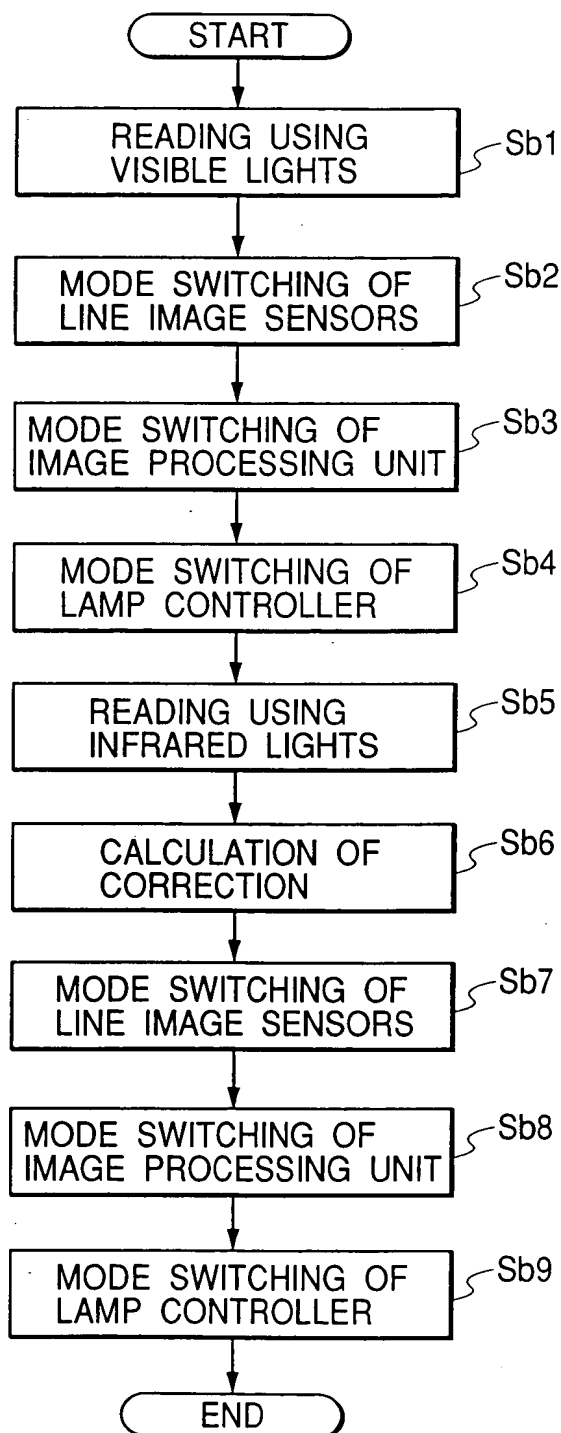 START
READING USING
VISIBLE LIGHTS
Sb1
MODE SWITCHING OF
LINE IMAGE SENSORS
Sb2
MODE SWITCHING OF
IMAGE PROCESSING UNIT
Sb3
MODE SWITCHING OF
LAMP CONTROLLER
Sb4
READING USING
INFRARED LIGHTS
Sb5
CALCULATION OF
CORRECTION
Sb6
MODE SWITCHING OF
LINE IMAGE SENSORS
Sb7
MODE SWITCHING OF
IMAGE PROCESSING UNIT
Sb8
MODE SWITCHING OF
LAMP CONTROLLER
Sb9
END